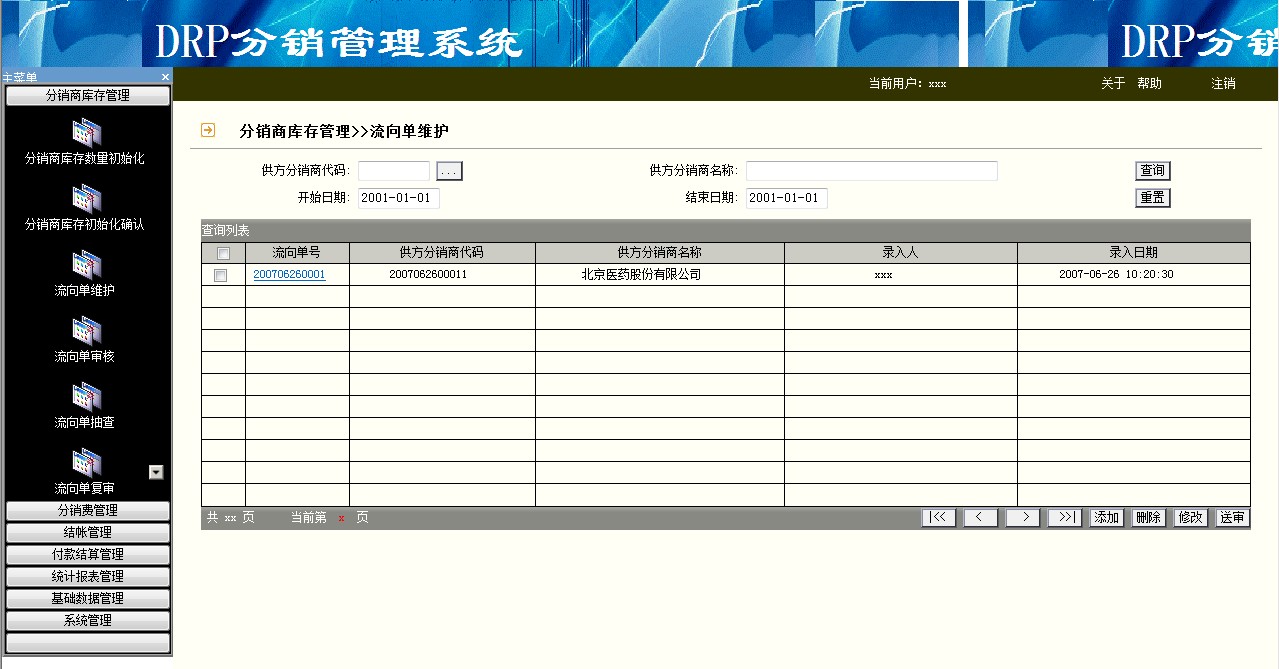 DRP分销管理系统 DRP分销
主菜单 ×
当前用户：xxx 关于 帮助 注销
分销商库存管理
分销商库存数量初始化
分销商库存初始化确认
流向单维护
流向单审核
流向单抽查
流向单复审
分销费管理
结帐管理
付款结算管理
统计报表管理
基础数据管理
系统管理
分销商库存管理>>流向单维护
供方分销商代码: ... 供方分销商名称: 查询
开始日期: 2001-01-01 结束日期: 2001-01-01 重置
查询列表
流向单号 供方分销商代码 供方分销商名称 录入人 录入日期
200706260001 2007062600011 北京医药股份有限公司 xxx 2007-06-26 10:20:30
共 xx 页 当前第 x 页 |<< < > >>| 添加 删除 修改 送审